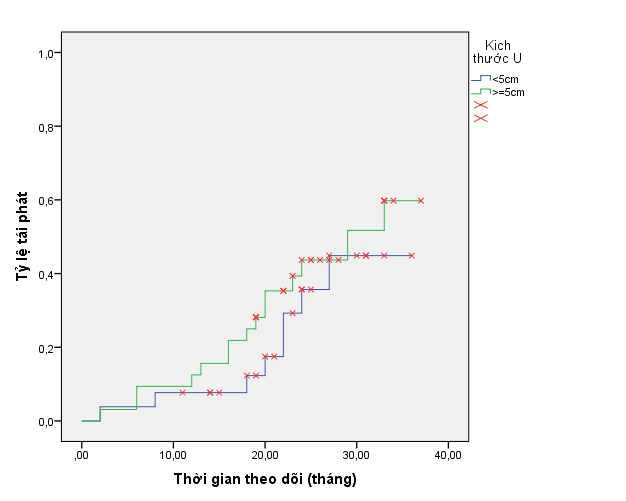 Kich
thước U
<5cm
>=5cm
1,0
0,8
0,6
0,4
0,2
0,0
Tỷ lệ tái phát
,00 10,00 20,00 30,00 40,00
Thời gian theo dõi (tháng)